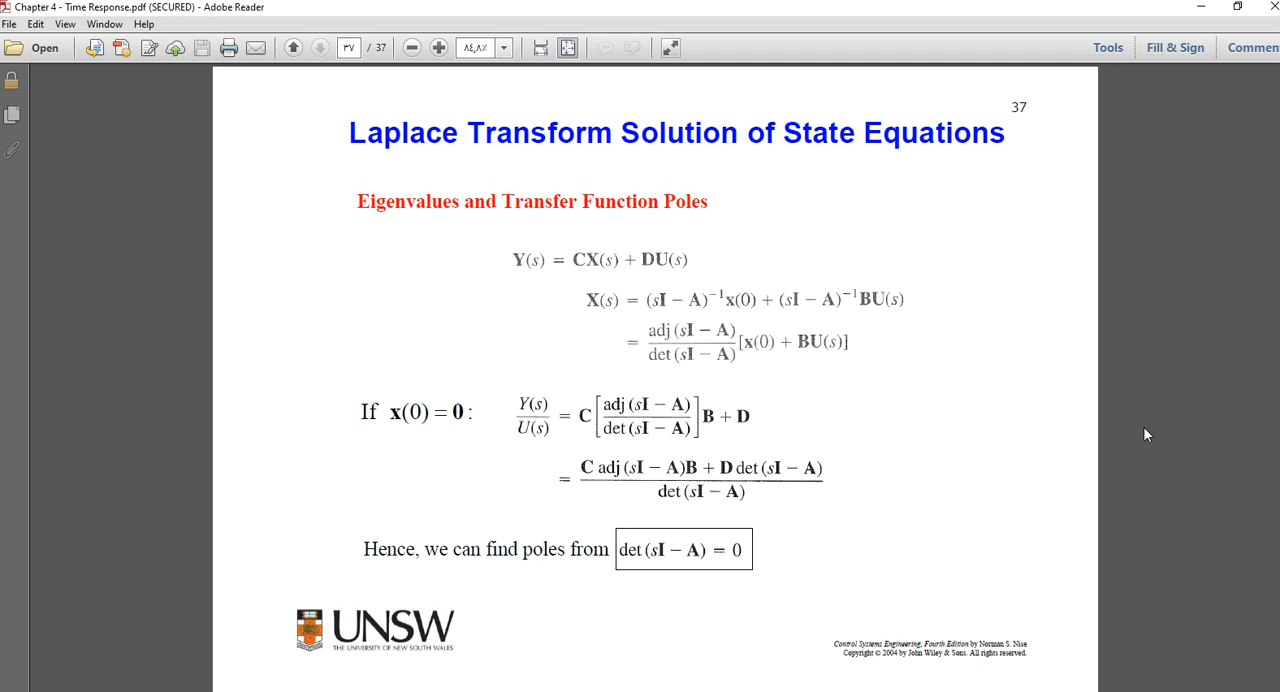 Chapter 4 - Time Response.pdf (SECURED) - Adobe Reader
File Edit View Window Help
Open ٣٧ / 37 ٨٤,٨٪ Tools Fill & Sign Commen
37
Laplace Transform Solution of State Equations
Eigenvalues and Transfer Function Poles
Y(s) = CX(s) + DU(s)
X(s) = (sI − A)⁻¹x(0) + (sI − A)⁻¹BU(s)
= adj (sI − A) / det (sI − A) [x(0) + BU(s)]
If x(0) = 0 : Y(s) / U(s) = C [adj (sI − A) / det (sI − A)] B + D
= C adj (sI − A)B + D det (sI − A) / det (sI − A)
Hence, we can find poles from det (sI − A) = 0
UNSW
THE UNIVERSITY OF NEW SOUTH WALES
Control Systems Engineering, Fourth Edition by Norman S. Nise
Copyright © 2004 by John Wiley & Sons. All rights reserved.